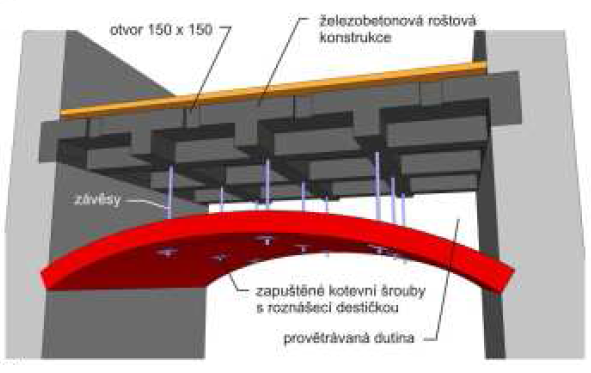 otvor 150 x 150
železobetonová roštová
konstrukce
závěsy
zapuštěné kotevní šrouby
s roznášecí destičkou
provětrávaná dutina